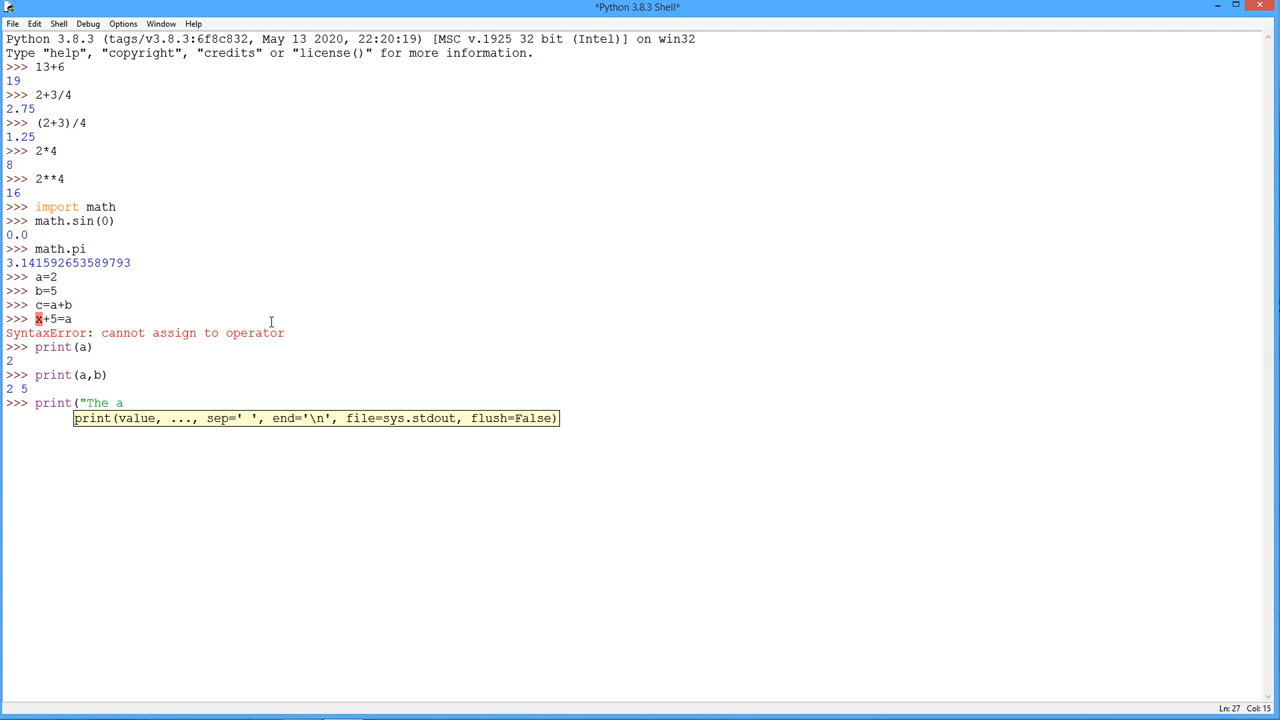 *Python 3.8.3 Shell*
File Edit Shell Debug Options Window Help
Python 3.8.3 (tags/v3.8.3:6f8c832, May 13 2020, 22:20:19) [MSC v.1925 32 bit (Intel)] on win32
Type "help", "copyright", "credits" or "license()" for more information.
>>> 13+6
19
>>> 2+3/4
2.75
>>> (2+3)/4
1.25
>>> 2*4
8
>>> 2**4
16
>>> import math
>>> math.sin(0)
0.0
>>> math.pi
3.141592653589793
>>> a=2
>>> b=5
>>> c=a+b
>>> x+5=a
SyntaxError: cannot assign to operator
>>> print(a)
2
>>> print(a,b)
2 5
>>> print("The a
print(value, ..., sep=' ', end='\n', file=sys.stdout, flush=False)
Ln: 27 Col: 15